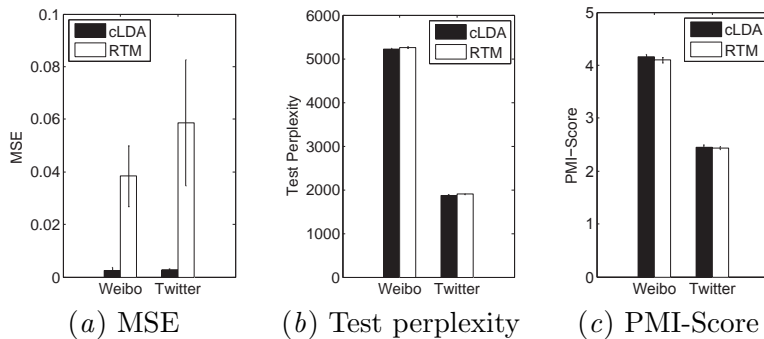 0.1
0.08
0.06
0.04
0.02
0
MSE
cLDA
RTM
Weibo Twitter
(a) MSE
6000
5000
4000
3000
2000
1000
0
Test Perplexity
cLDA
RTM
Weibo Twitter
(b) Test perplexity
5
4
3
2
1
0
PMI−Score
cLDA
RTM
Weibo Twitter
(c) PMI-Score